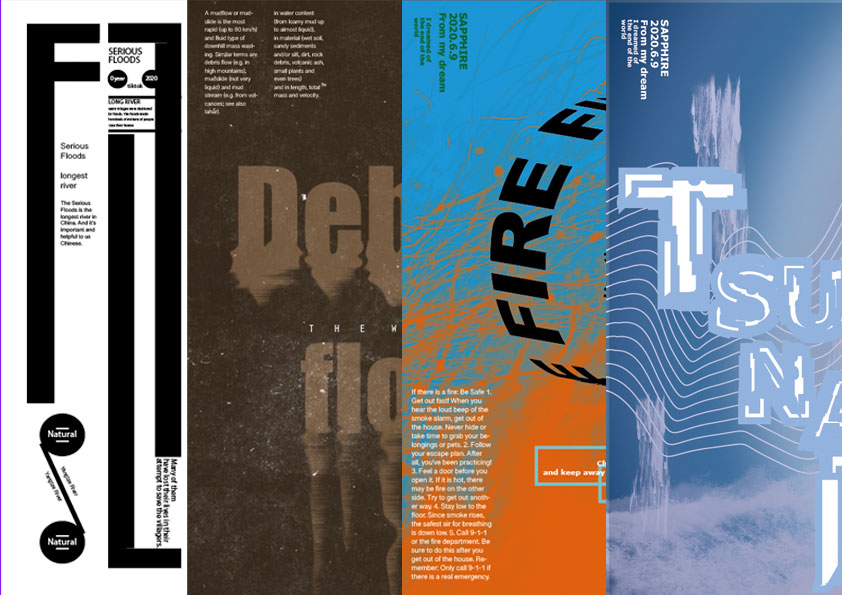 SERIOUS
FLOODS
0 year
tiktok
2020
LONG RIVER
Serious
Floods
longest
river
The Serious
Floods is the
longest river in
China. And it's
important and
helpful to us
Chinese.
Natural
Yangtze River
Yangtze River
Natural
Many of them
have lost their lives in their
attempt to save the villagers.
A mudflow or mud-
slide is the most
rapid (up to 80 km/h)
and fluid type of
downhill mass wast-
ing. Similar terms are
debris flow (e.g. in
high mountains),
mudslide (not very
liquid) and mud
stream (e.g. from vol-
canoes; see also
lahar).
in water content
(from loamy mud up
to almost liquid),
in material (wet soil,
sandy sediments
and/or silt, dirt, rock
debris, volcanic ash,
small plants and
even trees)
and in length, total
mass and velocity.
Deb
THE W
flo
SAPPHIRE
2020.6.9
From my dream
I dreamed of
the end of the
world
FIRE FI
If there is a fire: Be Safe 1.
Get out fast! When you
hear the loud beep of the
smoke alarm, get out of
the house. Never hide or
take time to grab your be-
longings or pets. 2. Follow
your escape plan. After
all, you've been practicing!
3. Feel a door before you
open it. If it is hot, there
may be fire on the other
side. Try to get out anoth-
er way. 4. Stay low to the
floor. Since smoke rises,
the safest air for breathing
is down low. 5. Call 9-1-1
or the fire department. Be
sure to do this after you
get out of the house. Re-
member: Only call 9-1-1 if
there is a real emergency.
and keep away
SAPPHIRE
2020.6.9
From my dream
I dreamed of
the end of the
world
TSU
NA